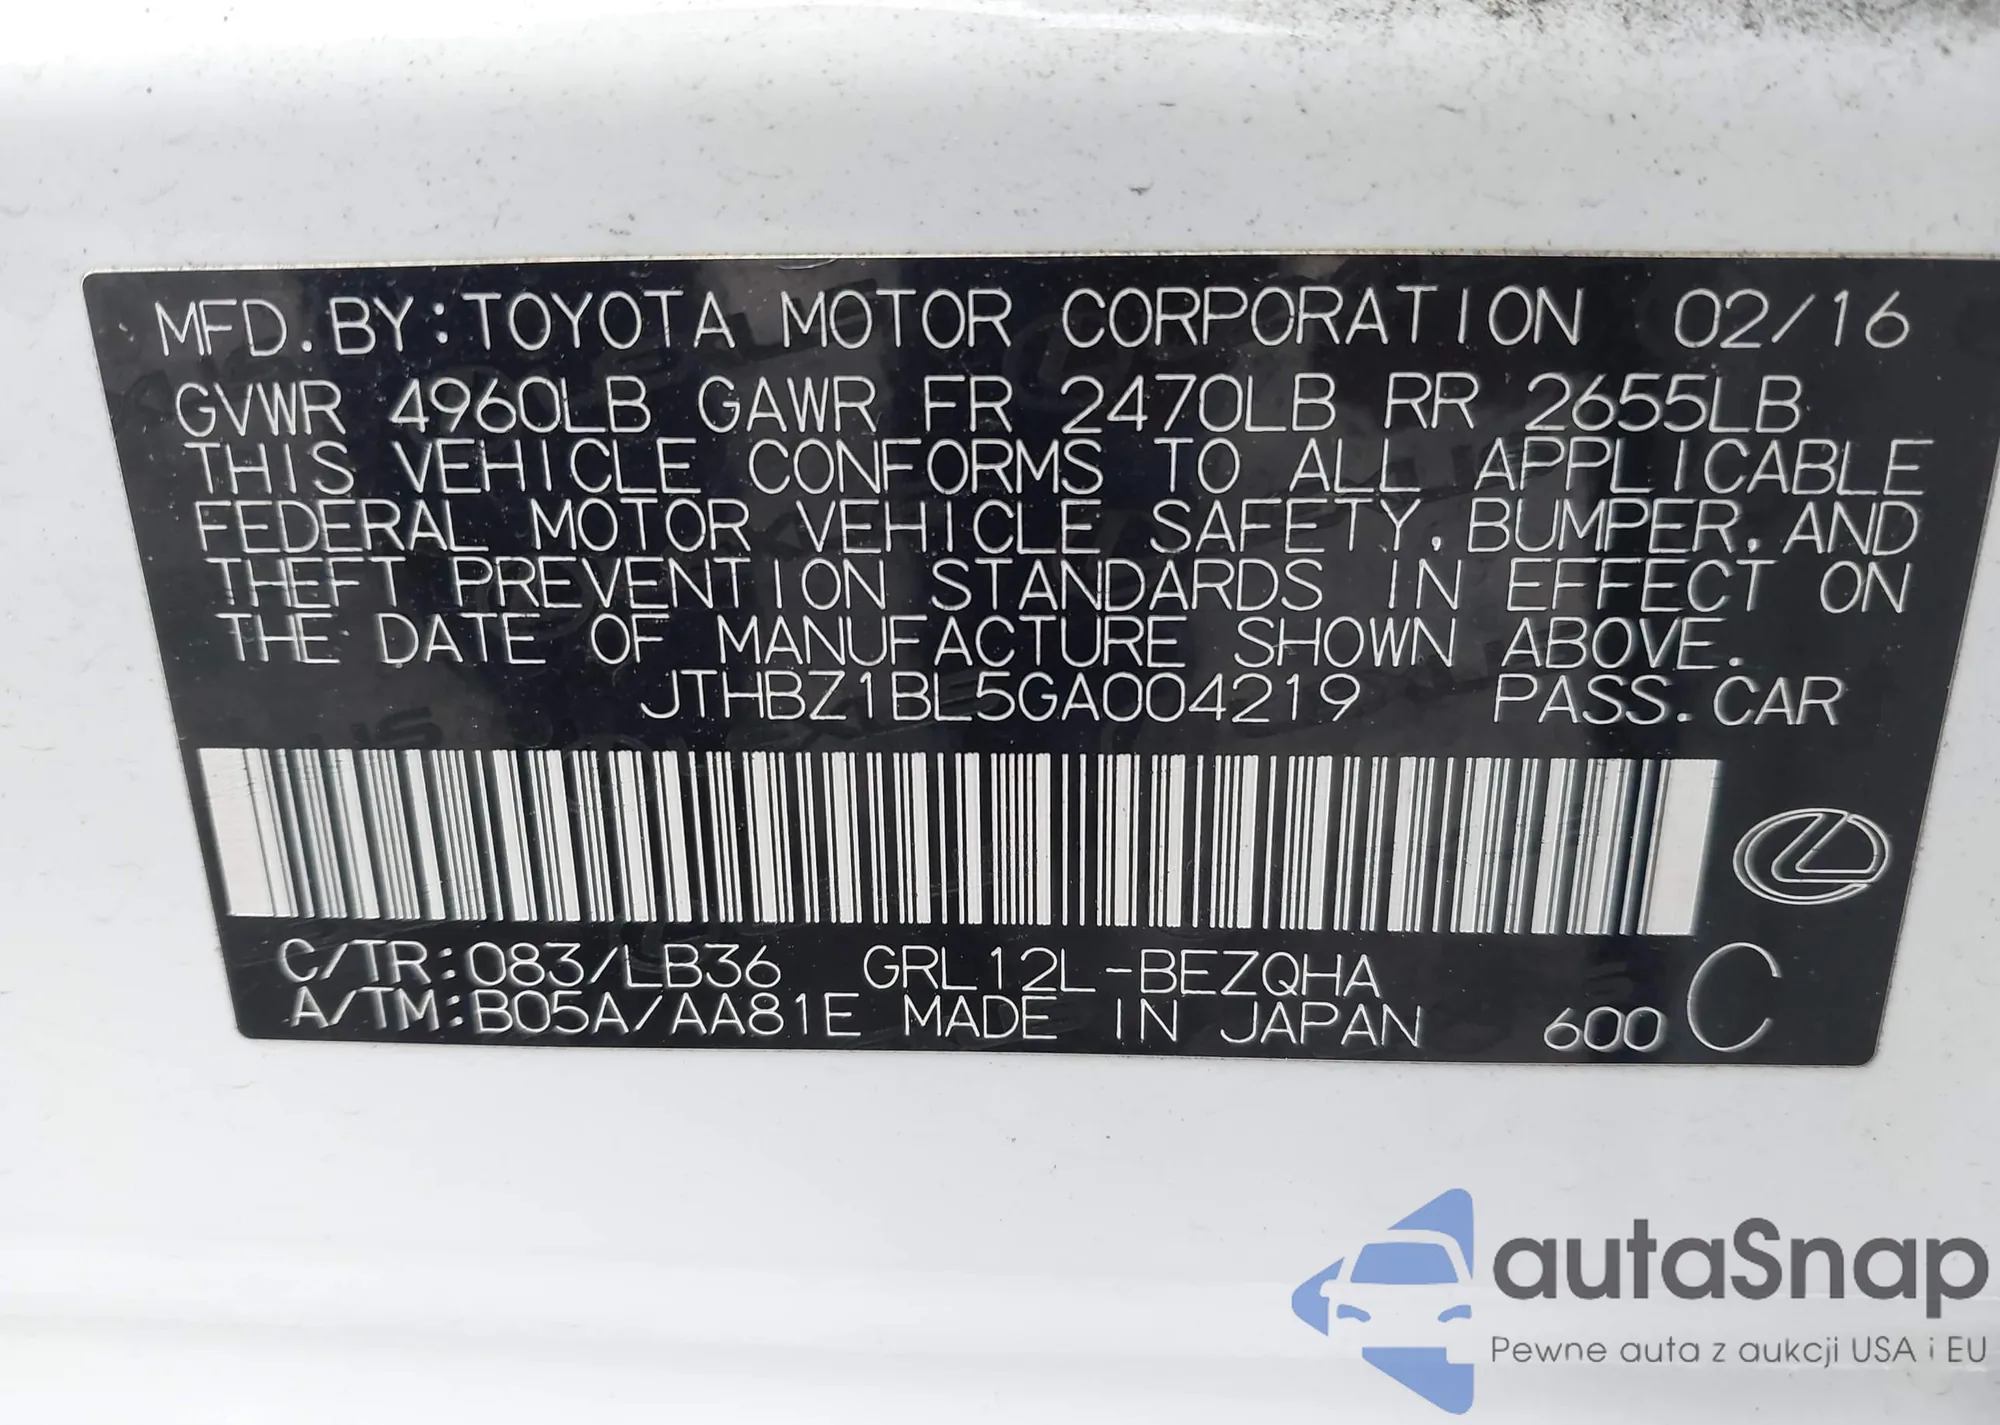 MFD. BY: TOYOTA MOTOR CORPORATION 02/16
GVWR 4960LB GAWR FR 2470LB RR 2655LB
THIS VEHICLE CONFORMS TO ALL APPLICABLE
FEDERAL MOTOR VEHICLE SAFETY, BUMPER, AND
THEFT PREVENTION STANDARDS IN EFFECT ON
THE DATE OF MANUFACTURE SHOWN ABOVE.
JTHBZ1BL5GA004219 PASS. CAR
C/TR: 083/LB36 GRL12L-BEZQHA
A/TM: B05A/AA81E MADE IN JAPAN 600 C
autaSnap
Pewne auta z aukcji USA i EU